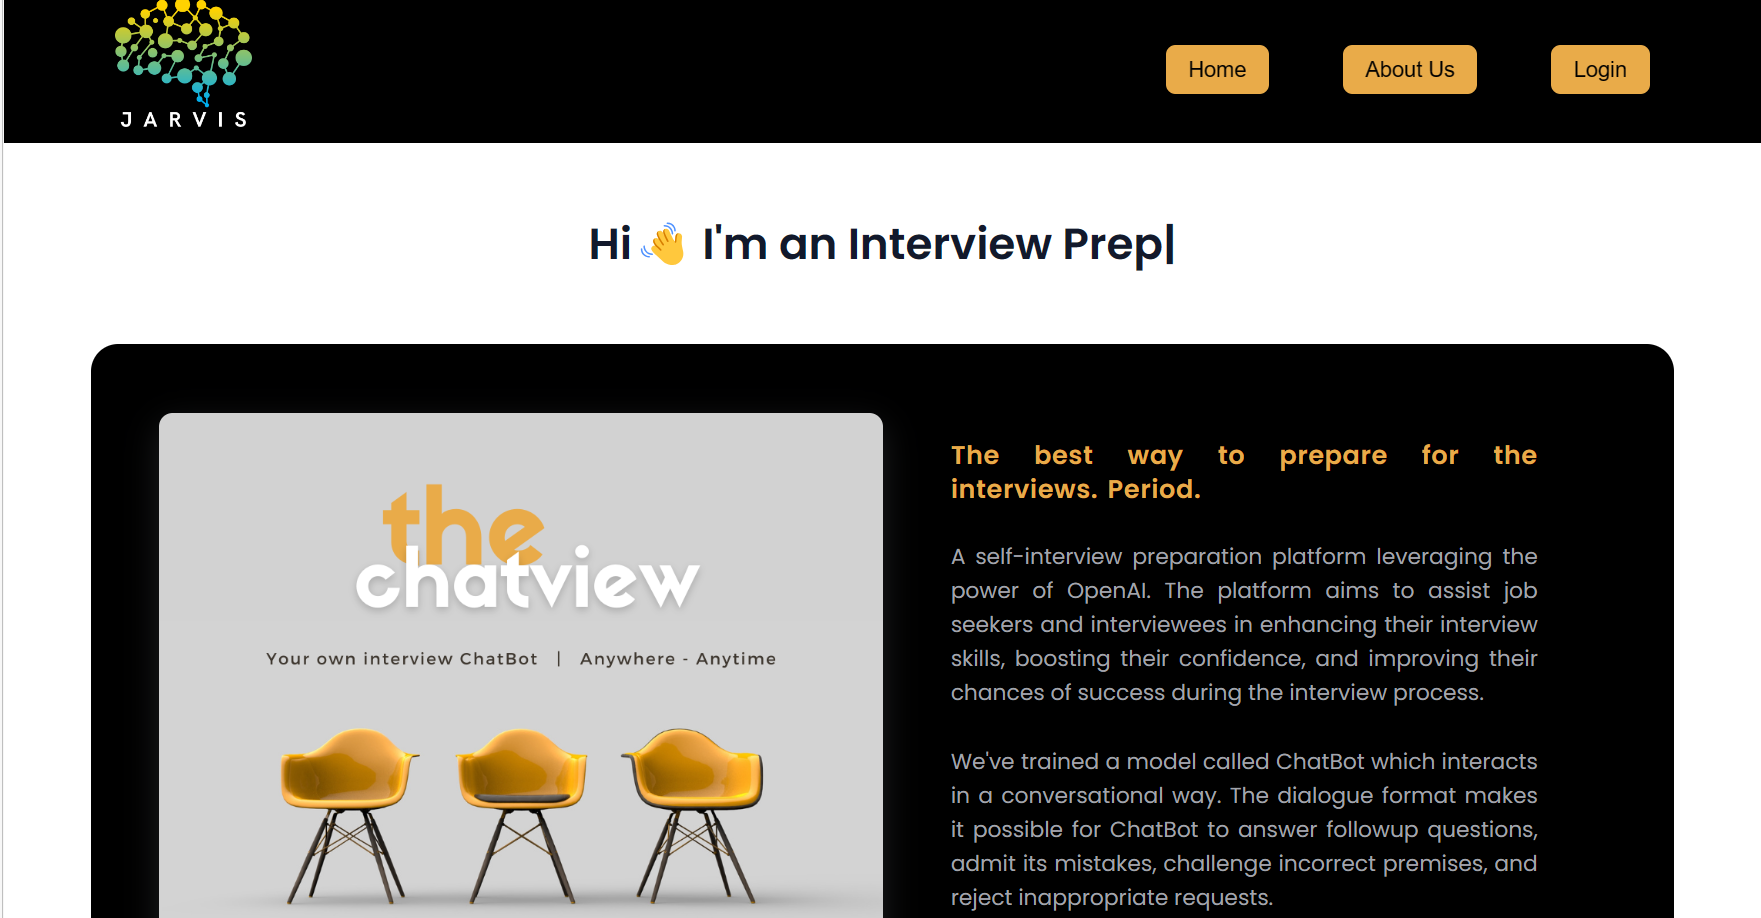 JARVIS
Home
About Us
Login
Hi 👋 I'm an Interview Prep|
the
chatview
Your own interview ChatBot | Anywhere - Anytime
The best way to prepare for the
interviews. Period.
A self-interview preparation platform leveraging the
power of OpenAI. The platform aims to assist job
seekers and interviewees in enhancing their interview
skills, boosting their confidence, and improving their
chances of success during the interview process.
We've trained a model called ChatBot which interacts
in a conversational way. The dialogue format makes
it possible for ChatBot to answer followup questions,
admit its mistakes, challenge incorrect premises, and
reject inappropriate requests.